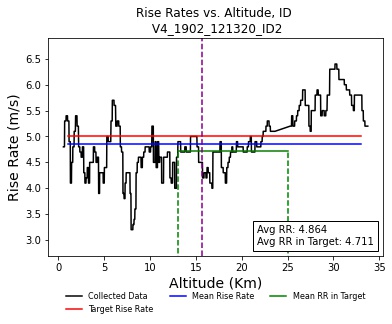 Rise Rates vs. Altitude, ID
V4_1902_121320_ID2
Rise Rate (m/s)
6.5
6.0
5.5
5.0
4.5
4.0
3.5
3.0
Avg RR: 4.864
Avg RR in Target: 4.711
0 5 10 15 20 25 30 35
Altitude (Km)
Collected Data Mean Rise Rate Mean RR in Target
Target Rise Rate